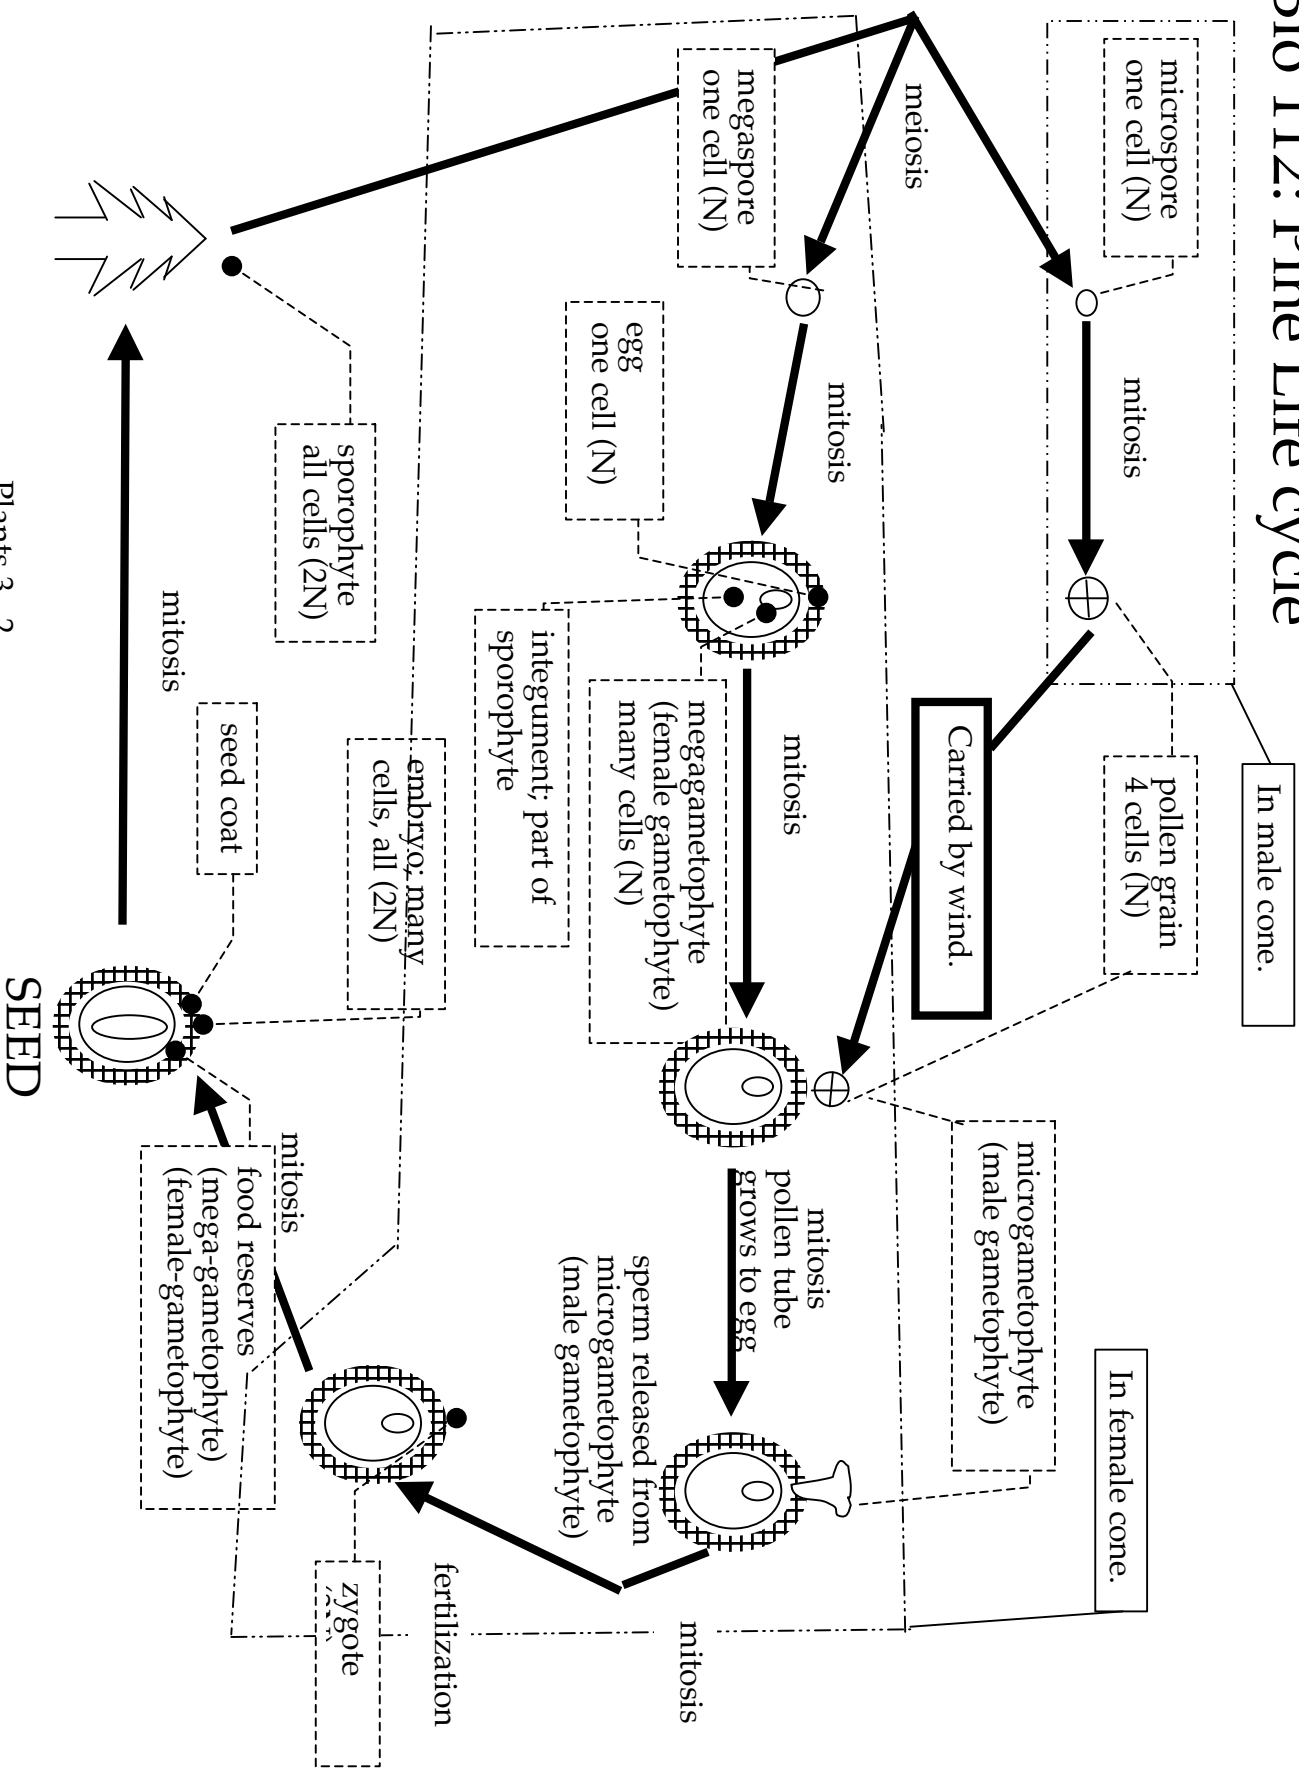 Bio 112: Pine Life cycle
In male cone.
microspore
one cell (N)
mitosis
pollen grain
4 cells (N)
In female cone.
meiosis
Carried by wind.
microgametophyte
(male gametophyte)
megaspore
one cell (N)
mitosis
mitosis
mitosis
pollen tube
grows to egg
egg
one cell (N)
megagametophyte
(female gametophyte)
many cells (N)
sperm released from
microgametophyte
(male gametophyte)
mitosis
integument; part of
sporophyte
fertilization
sporophyte
all cells (2N)
embryo; many
cells, all (2N)
zygote
mitosis
seed coat
food reserves
(mega-gametophyte)
(female-gametophyte)
mitosis
SEED
Plants 3 - 2